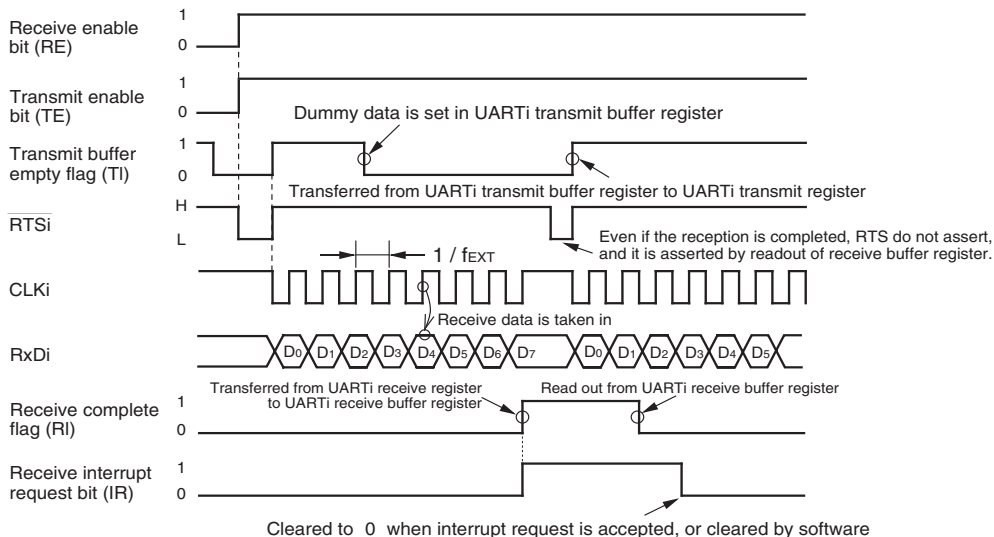 Receive enable
bit (RE)
1
0
Transmit enable
bit (TE)
1
0
Dummy data is set in UARTi transmit buffer register
Transmit buffer
empty flag (TI)
1
0
Transferred from UARTi transmit buffer register to UARTi transmit register
RTSi
H
L
Even if the reception is completed, RTS do not assert,
and it is asserted by readout of receive buffer register.
1 / fEXT
CLKi
Receive data is taken in
RxDi
D0 D1 D2 D3 D4 D5 D6 D7 D0 D1 D2 D3 D4 D5
Transferred from UARTi receive register
to UARTi receive buffer register
Read out from UARTi receive buffer register
Receive complete
flag (RI)
1
0
Receive interrupt
request bit (IR)
1
0
Cleared to 0 when interrupt request is accepted, or cleared by software